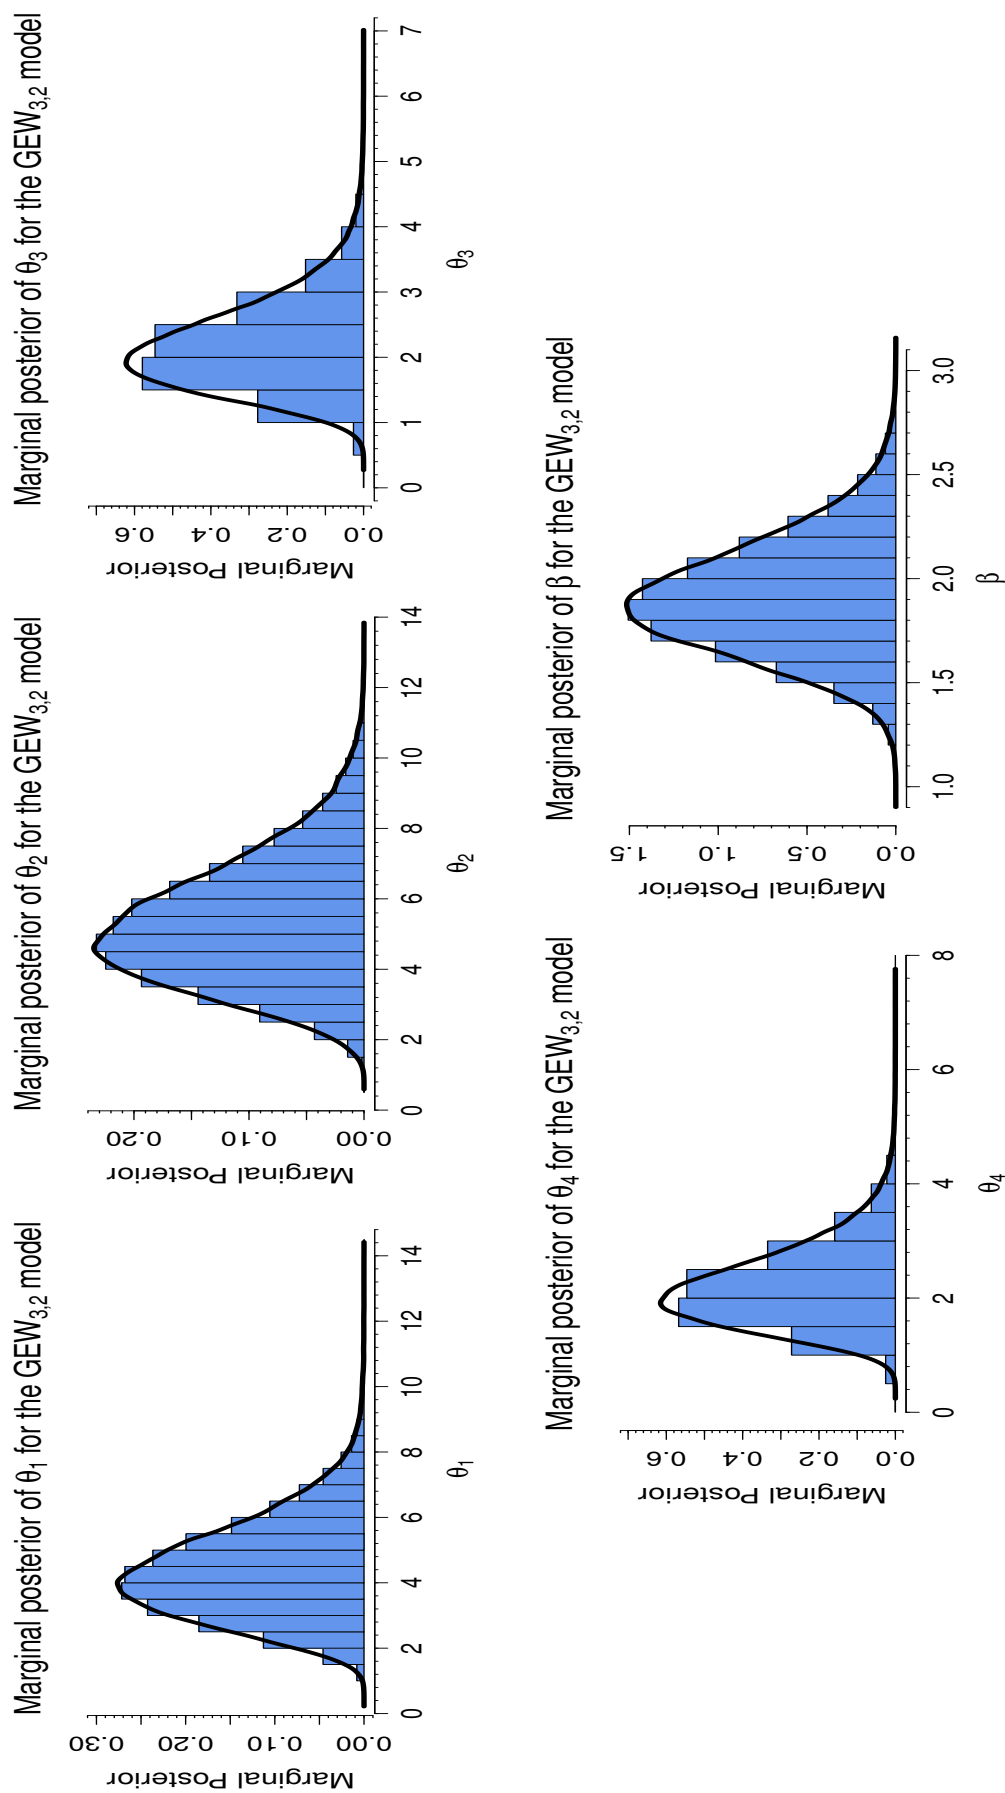 Marginal posterior of θ1 for the GEW3,2 model
Marginal Posterior
0.00 0.10 0.20 0.30
0 2 4 6 8 10 12 14
θ1
Marginal posterior of θ2 for the GEW3,2 model
Marginal Posterior
0.00 0.10 0.20
0 2 4 6 8 10 12 14
θ2
Marginal posterior of θ3 for the GEW3,2 model
Marginal Posterior
0.0 0.2 0.4 0.6
0 1 2 3 4 5 6 7
θ3
Marginal posterior of θ4 for the GEW3,2 model
Marginal Posterior
0.0 0.2 0.4 0.6
0 2 4 6 8
θ4
Marginal posterior of β for the GEW3,2 model
Marginal Posterior
0.0 0.5 1.0 1.5
1.0 1.5 2.0 2.5 3.0
β